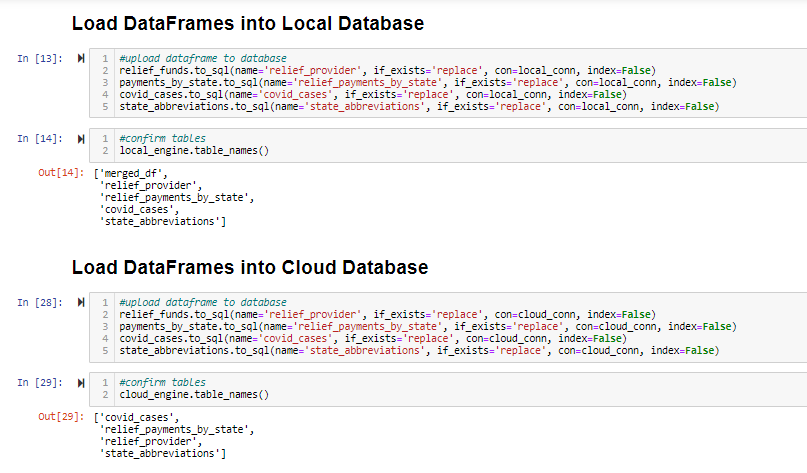 Load DataFrames into Local Database
In [13]:
1 #upload dataframe to database
2 relief_funds.to_sql(name='relief_provider', if_exists='replace', con=local_conn, index=False)
3 payments_by_state.to_sql(name='relief_payments_by_state', if_exists='replace', con=local_conn, index=False)
4 covid_cases.to_sql(name='covid_cases', if_exists='replace', con=local_conn, index=False)
5 state_abbreviations.to_sql(name='state_abbreviations', if_exists='replace', con=local_conn, index=False)
In [14]:
1 #confirm tables
2 local_engine.table_names()
Out[14]: ['merged_df',
'relief_provider',
'relief_payments_by_state',
'covid_cases',
'state_abbreviations']
Load DataFrames into Cloud Database
In [28]:
1 #upload dataframe to database
2 relief_funds.to_sql(name='relief_provider', if_exists='replace', con=cloud_conn, index=False)
3 payments_by_state.to_sql(name='relief_payments_by_state', if_exists='replace', con=cloud_conn, index=False)
4 covid_cases.to_sql(name='covid_cases', if_exists='replace', con=cloud_conn, index=False)
5 state_abbreviations.to_sql(name='state_abbreviations', if_exists='replace', con=cloud_conn, index=False)
In [29]:
1 #confirm tables
2 cloud_engine.table_names()
Out[29]: ['covid_cases',
'relief_payments_by_state',
'relief_provider',
'state_abbreviations']